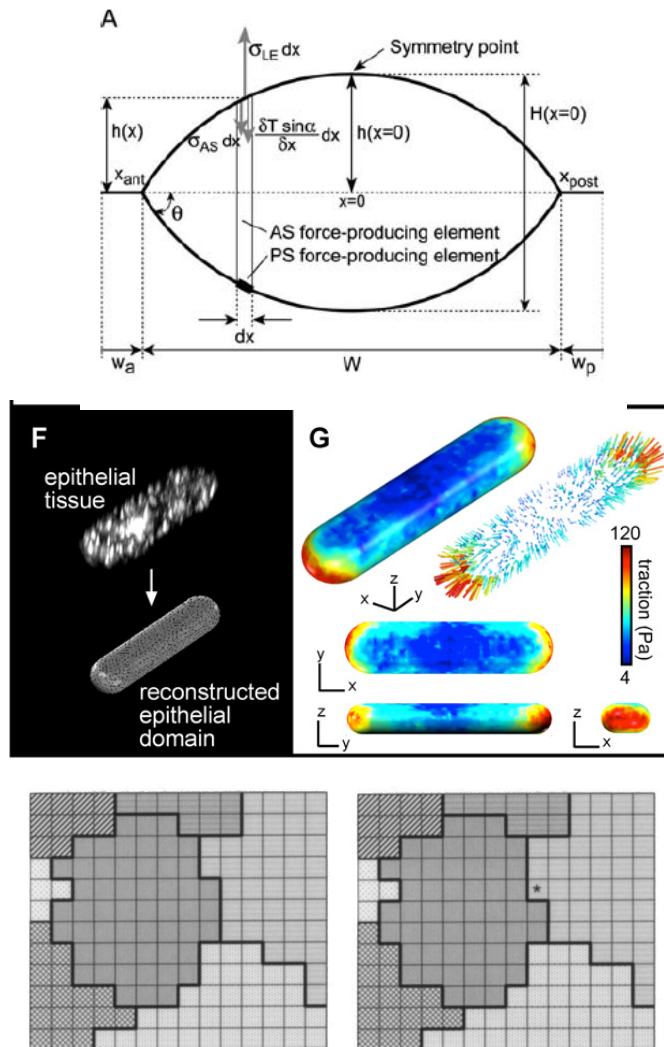 A
σLE dx
Symmetry point
h(x)
σAS dx
δT sinα
δx
dx
h(x=0)
H(x=0)
xant
xpost
x=0
θ
AS force-producing element
PS force-producing element
dx
wa
W
wp
F
epithelial
tissue
reconstructed
epithelial
domain
G
z
x
y
120
traction (Pa)
4
y
x
z
y
z
x
*